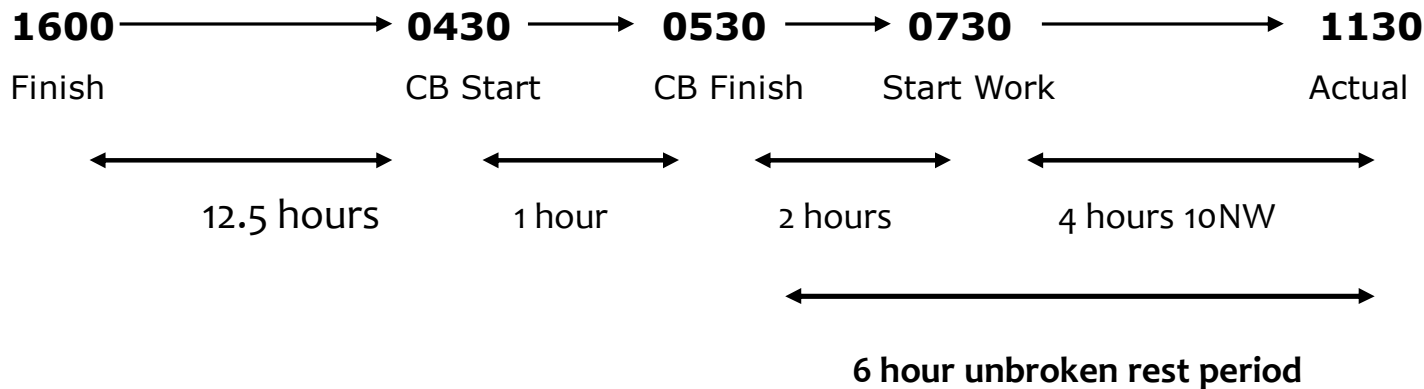 1600 0430 0530 0730 1130
Finish CB Start CB Finish Start Work Actual
12.5 hours 1 hour 2 hours 4 hours 10NW
6 hour unbroken rest period